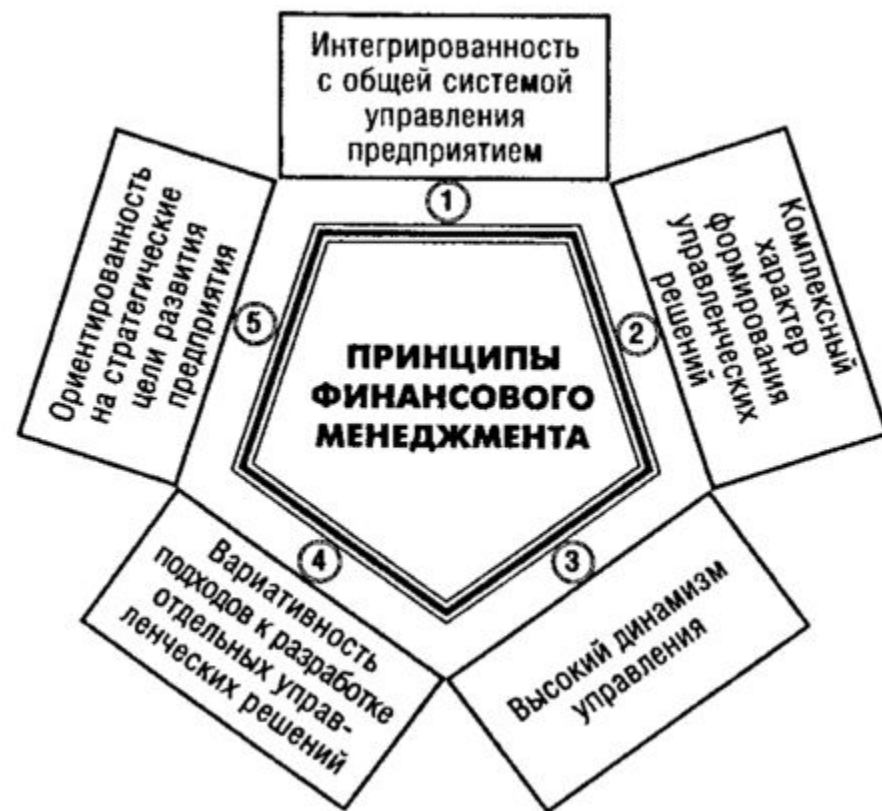 Интегрированность
с общей системой
управления
предприятием
1
Комплексный
характер
формирования
управленческих
решений
2
Высокий динамизм
управления
3
Вариативность
подходов к разработке
отдельных управ-
ленческих решений
4
Ориентированность
на стратегические
цели развития
предприятия
5
ПРИНЦИПЫ
ФИНАНСОВОГО
МЕНЕДЖМЕНТА